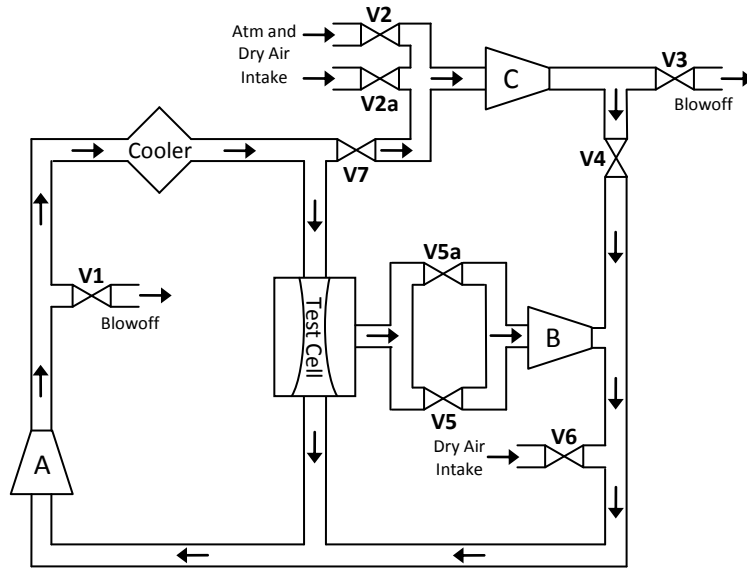 V2
Atm and
Dry Air
Intake
V2a
C
V3
Blowoff
Cooler
V7
V4
V1
Blowoff
V5a
Test Cell
B
V5
A
V6
Dry Air
Intake